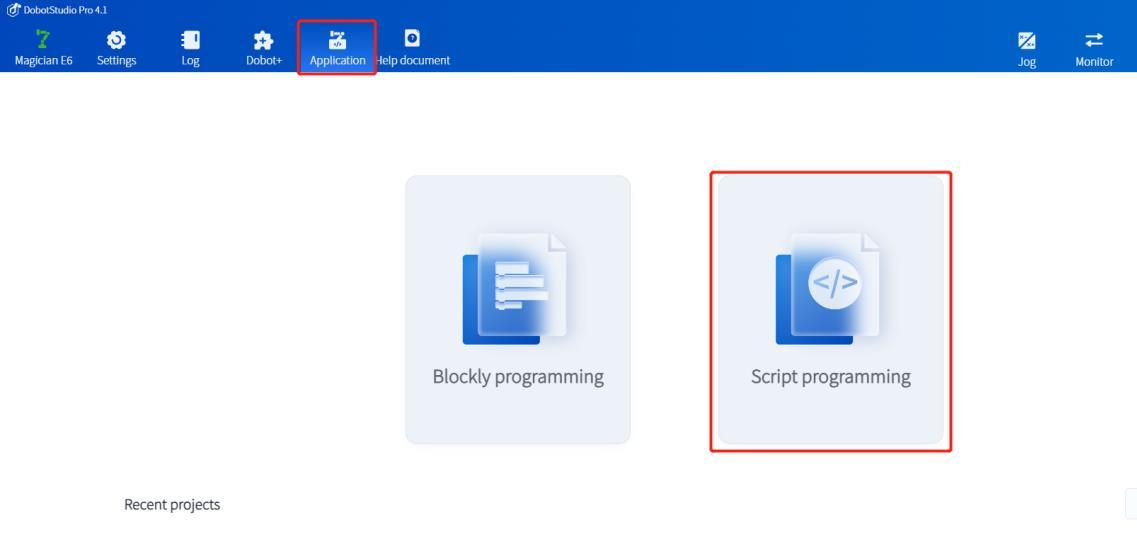 DobotStudio Pro 4.1
Magician E6 Settings Log Dobot+ Application Help document Jog Monitor
</>
Blockly programming Script programming
Recent projects